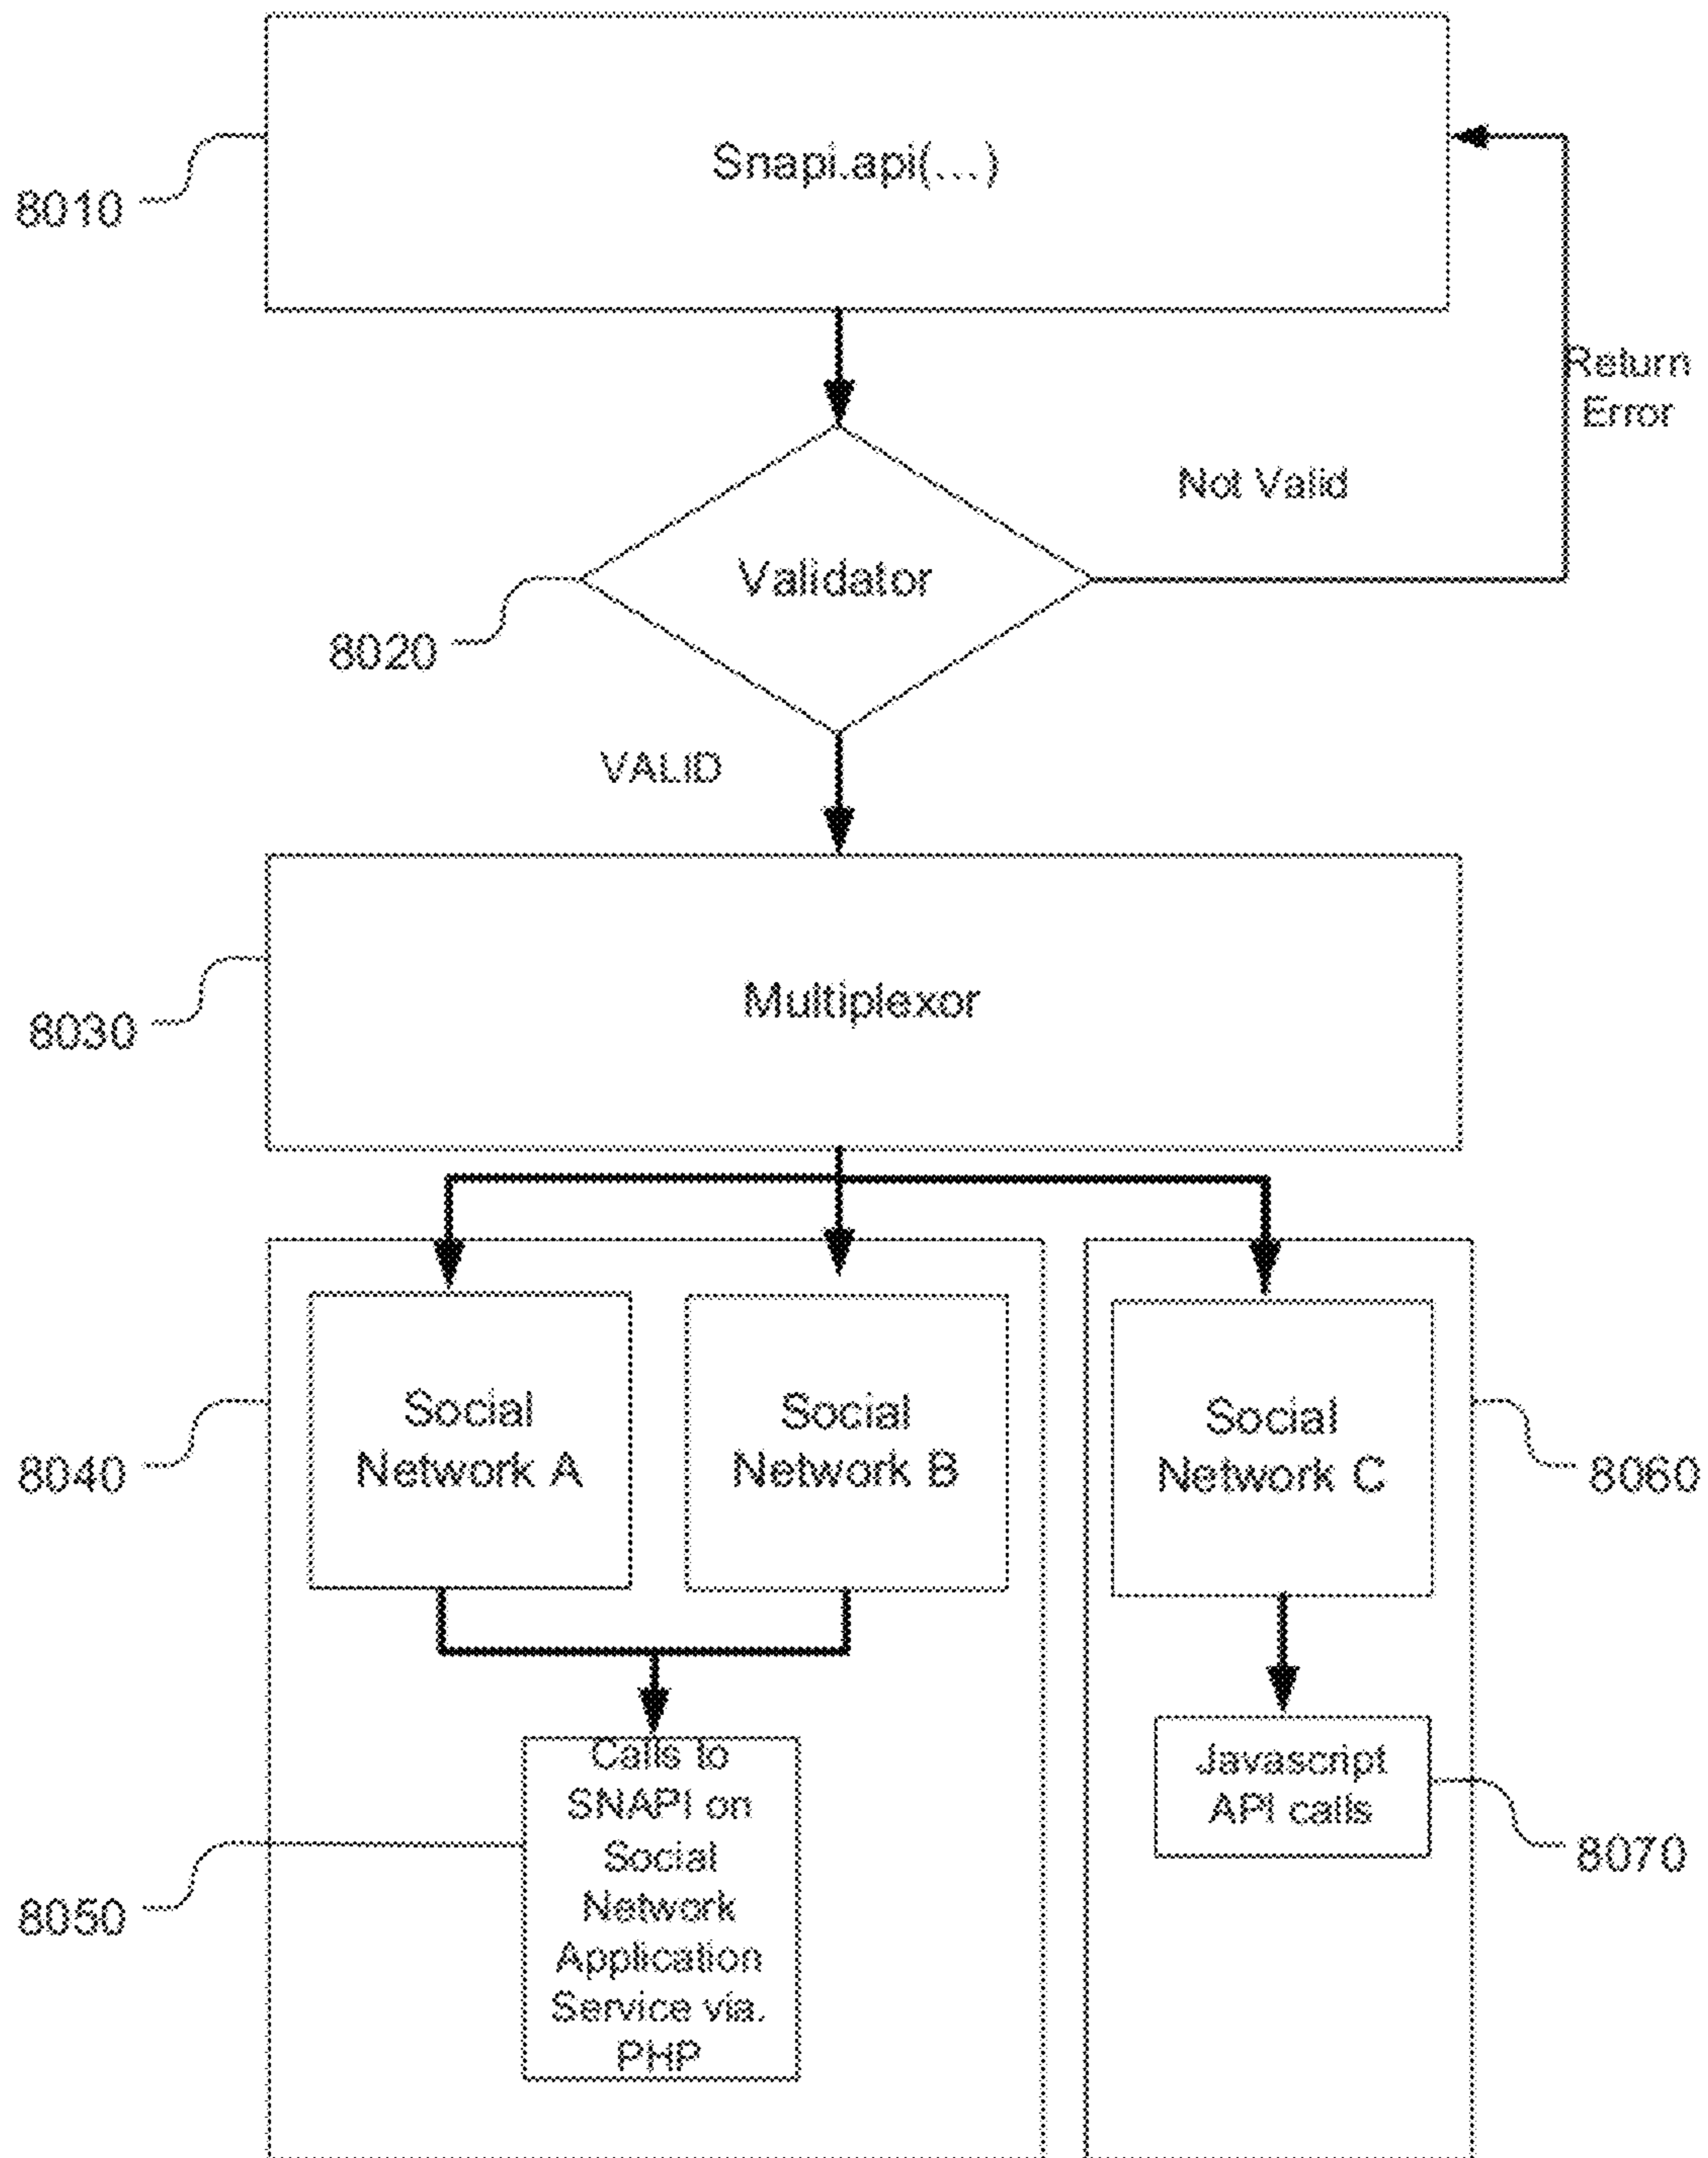 Snapi.api(...)
8010
Return
Error
Not Valid
Validator
8020
VALID
Multiplexor
8030
Social
Network A
Social
Network B
Social
Network C
8040
8060
Calls to
SNAPI on
Social
Network
Application
Service via.
PHP
8050
Javascript
API calls
8070